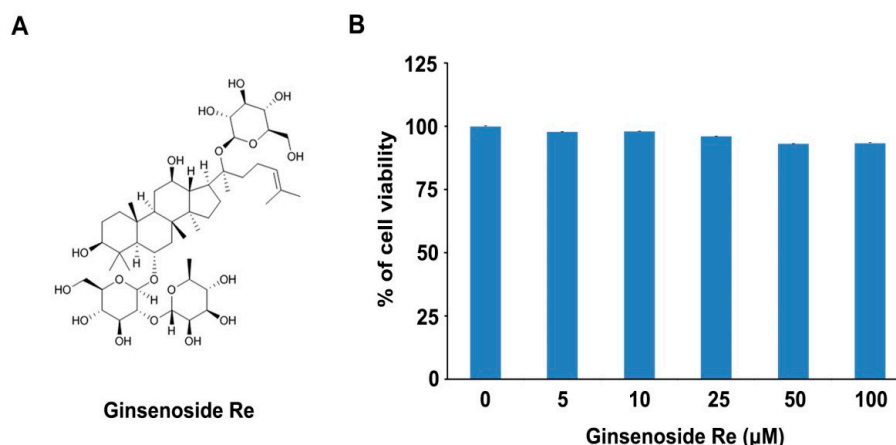 A
HO
OH
HO
OH
O
O
OH
OH
H
H
H
HO
H
O
HO
O
H
O
OH
HO
O
H
OH
OH
OH
OH
Ginsenoside Re
B
% of cell viability
125
100
75
50
25
0
0 5 10 25 50 100
Ginsenoside Re (µM)